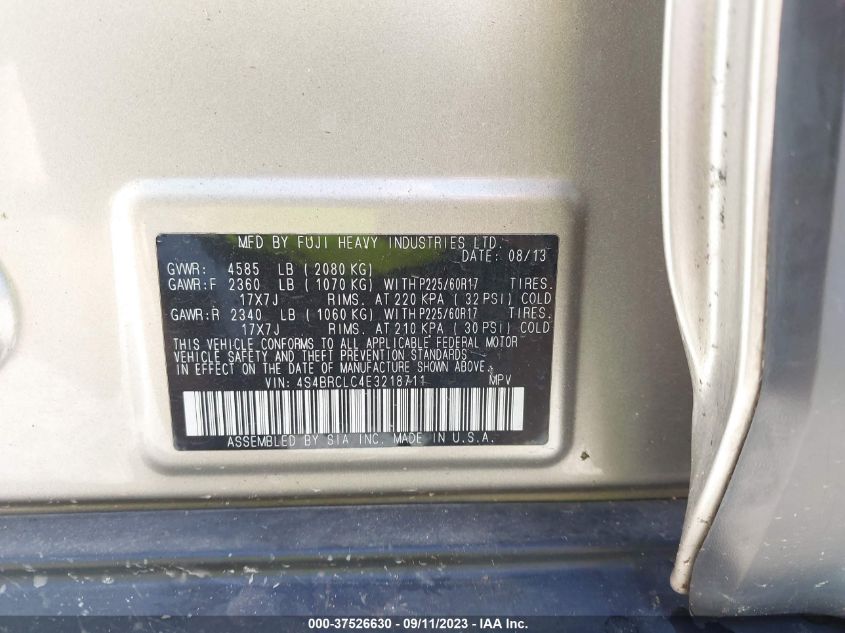 MFD BY FUJI HEAVY INDUSTRIES LTD.
DATE: 08/13
GVWR: 4585 LB ( 2080 KG)
GAWR:F 2360 LB ( 1070 KG) WITH P225/60R17 TIRES.
17X7J RIMS. AT 220 KPA ( 32 PSI) COLD
GAWR:R 2340 LB ( 1060 KG) WITH P225/60R17 TIRES.
17X7J RIMS. AT 210 KPA ( 30 PSI) COLD
THIS VEHICLE CONFORMS TO ALL APPLICABLE FEDERAL MOTOR
VEHICLE SAFETY AND THEFT PREVENTION STANDARDS
IN EFFECT ON THE DATE OF MANUFACTURE SHOWN ABOVE.
VIN: 4S4BRCLC4E3218711 MPV
ASSEMBLED BY SIA INC. MADE IN U.S.A.
000-37526630 - 09/11/2023 - © IAA, Inc.